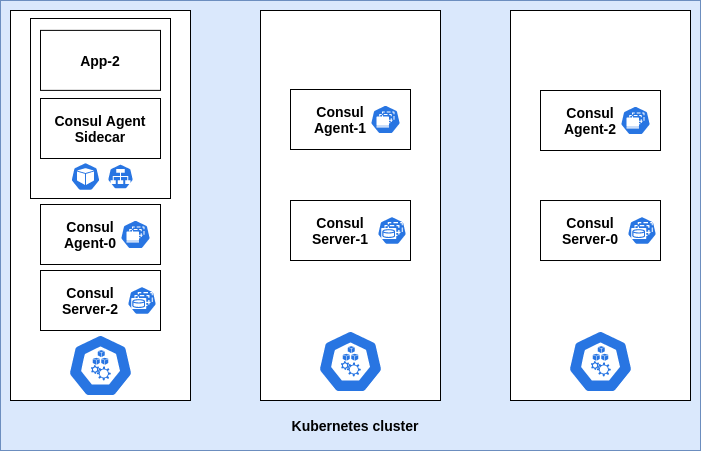 App-2
Consul Agent
Sidecar
Consul
Agent-0
Consul
Server-2
Consul
Agent-1
Consul
Server-1
Consul
Agent-2
Consul
Server-0
Kubernetes cluster